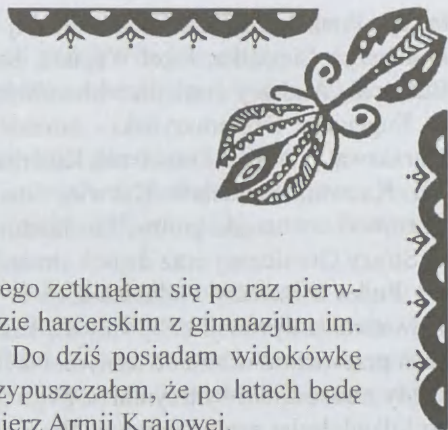 ego zetknąłem się po raz pierw-
zie harcerskim z gimnazjum im.
Do dziś posiadam widokówkę
zypuszczałem, że po latach będę
ierz Armii Krajowej.